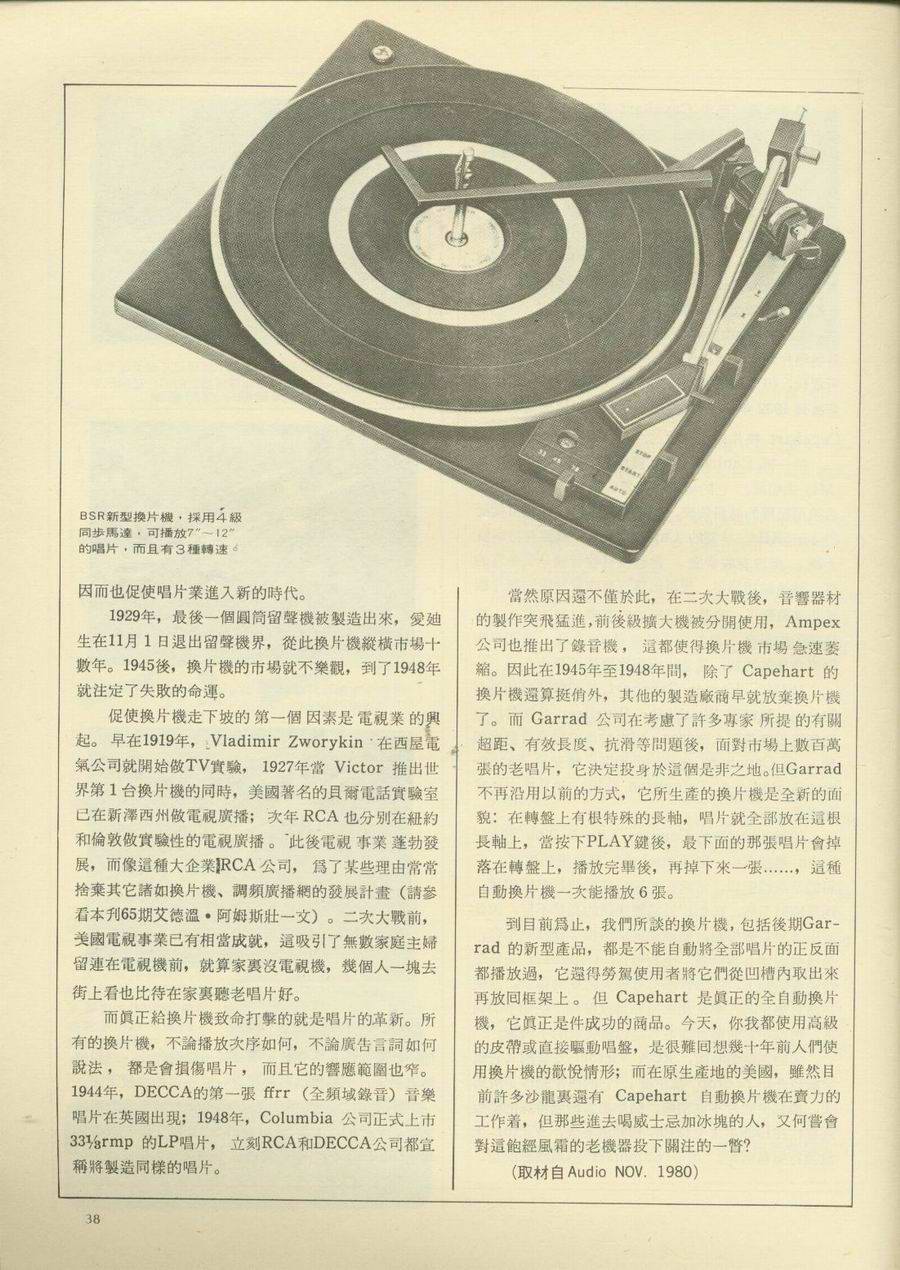 STOP
START
AUTO
33 45 78
BSR新型換片機，採用4級
同步馬達，可播放7″～12″
的唱片，而且有3種轉速。
因而也促使唱片業進入新的時代。
1929年，最後一個圓筒留聲機被製造出來，愛廸
生在11月1日退出留聲機界，從此換片機縱橫市場十
數年。1945後，換片機的市場就不樂觀，到了1948年
就注定了失敗的命運。
促使換片機走下坡的第一個因素是電視業的興
起。早在1919年，Vladimir Zworykin 在西屋電
氣公司就開始做TV實驗，1927年當 Victor 推出世
界第1台換片機的同時，美國著名的貝爾電話實驗室
已在新澤西州做電視廣播；次年 RCA 也分別在紐約
和倫敦做實驗性的電視廣播。此後電視事業蓬勃發
展，而像這種大企業RCA公司，爲了某些理由常常
捨棄其它諸如換片機、調頻廣播網的發展計畫（請參
看本刋65期艾德溫•阿姆斯壯一文）。二次大戰前，
美國電視事業已有相當成就，這吸引了無數家庭主婦
留連在電視機前，就算家裏沒電視機，幾個人一塊去
街上看也比待在家裏聽老唱片好。
而眞正給換片機致命打擊的就是唱片的革新。所
有的換片機，不論播放次序如何，不論廣告言詞如何
說法，都是會損傷唱片，而且它的響應範圍也窄。
1944年，DECCA的第一張 ffrr（全頻域錄音）音樂
唱片在英國出現；1948年，Columbia 公司正式上市
33⅓rmp 的LP唱片，立刻RCA和DECCA公司都宣
稱將製造同樣的唱片。
當然原因還不僅於此，在二次大戰後，音響器材
的製作突飛猛進，前後級擴大機被分開使用，Ampex
公司也推出了錄音機，這都使得換片機市場急速萎
縮。因此在1945年至1948年間，除了 Capehart 的
換片機還算挺俏外，其他的製造廠商早就放棄換片機
了。而 Garrad 公司在考慮了許多專家所提的有關
超距、有效長度、抗滑等問題後，面對市場上數百萬
張的老唱片，它決定投身於這個是非之地。但Garrad
不再沿用以前的方式，它所生產的換片機是全新的面
貌：在轉盤上有根特殊的長軸，唱片就全部放在這根
長軸上，當按下PLAY鍵後，最下面的那張唱片會掉
落在轉盤上，播放完畢後，再掉下來一張……，這種
自動換片機一次能播放6張。
到目前爲止，我們所談的換片機，包括後期Gar-
rad 的新型產品，都是不能自動將全部唱片的正反面
都播放過，它還得勞駕使用者將它們從凹槽內取出來
再放回框架上。但 Capehart 是眞正的全自動換片
機，它眞正是件成功的商品。今天，你我都使用高級
的皮帶或直接驅動唱盤，是很難回想幾十年前人們使
用換片機的歡悅情形；而在原生產地的美國，雖然目
前許多沙龍裏還有 Capehart 自動換片機在賣力的
工作着，但那些進去喝威士忌加冰塊的人，又何嘗會
對這飽經風霜的老機器投下關注的一瞥？
（取材自Audio NOV. 1980）
38